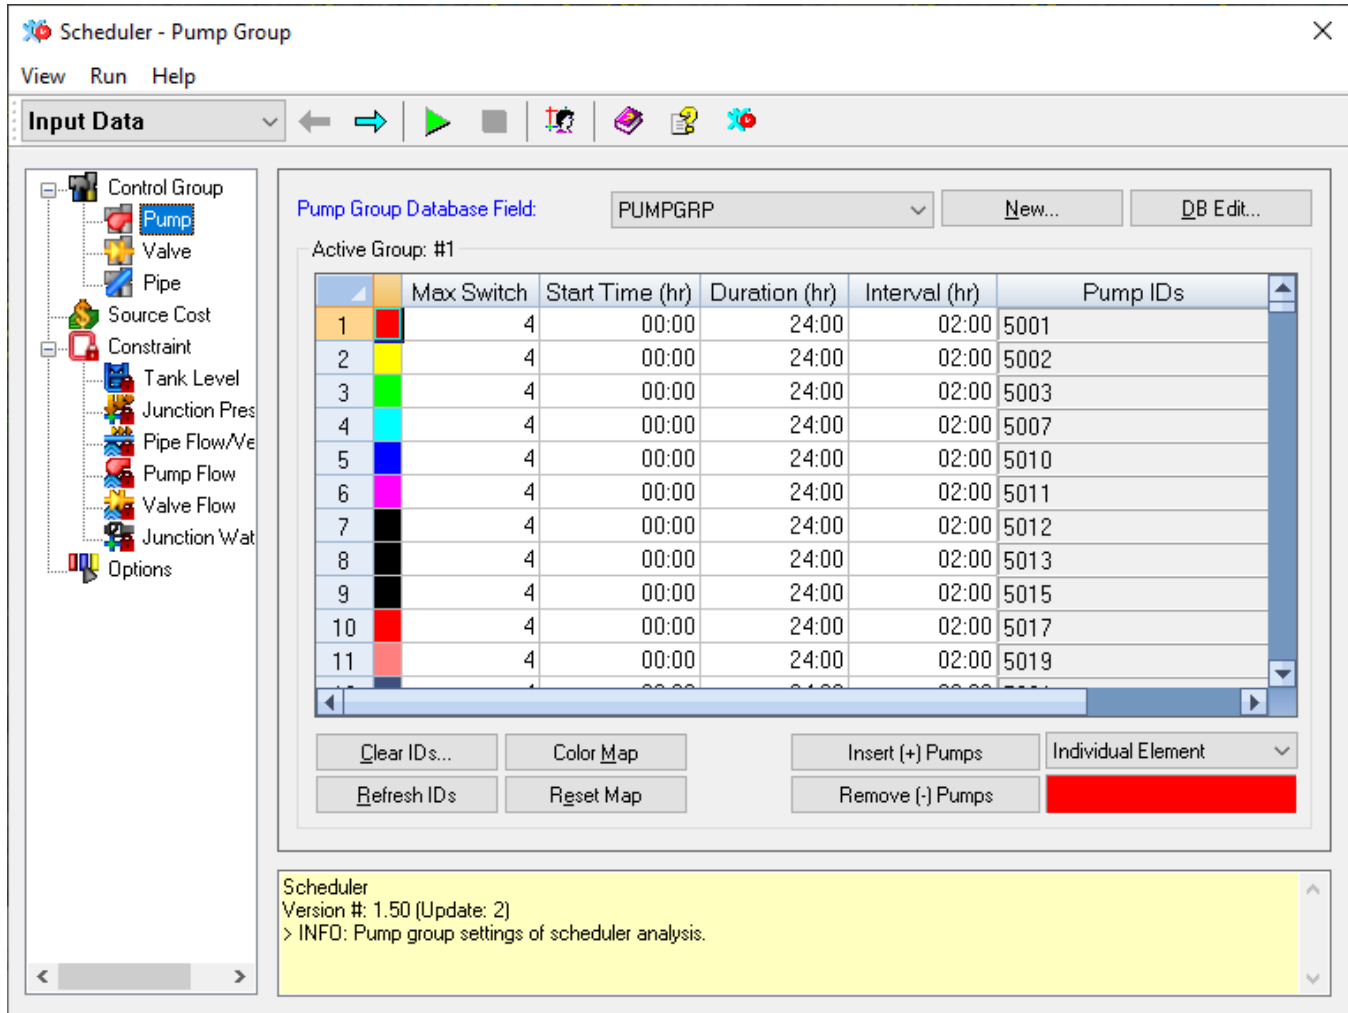 Scheduler - Pump Group
View Run Help
Input Data
Control Group
Pump
Valve
Pipe
Source Cost
Constraint
Tank Level
Junction Pres
Pipe Flow/Ve
Pump Flow
Valve Flow
Junction Wat
Options
Pump Group Database Field: PUMPGRP New... DB Edit...
Active Group: #1
Max Switch Start Time (hr) Duration (hr) Interval (hr) Pump IDs
1 4 00:00 24:00 02:00 5001
2 4 00:00 24:00 02:00 5002
3 4 00:00 24:00 02:00 5003
4 4 00:00 24:00 02:00 5007
5 4 00:00 24:00 02:00 5010
6 4 00:00 24:00 02:00 5011
7 4 00:00 24:00 02:00 5012
8 4 00:00 24:00 02:00 5013
9 4 00:00 24:00 02:00 5015
10 4 00:00 24:00 02:00 5017
11 4 00:00 24:00 02:00 5019
Clear IDs... Color Map Insert (+) Pumps Individual Element
Refresh IDs Reset Map Remove (-) Pumps
Scheduler
Version #: 1.50 (Update: 2)
> INFO: Pump group settings of scheduler analysis.